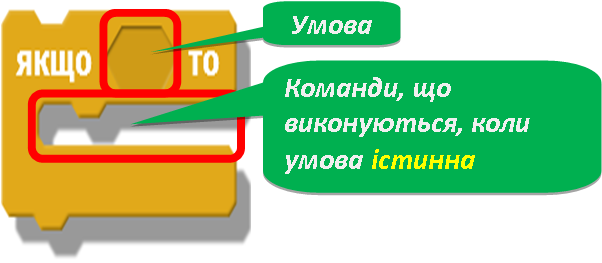 Умова
якщо то
Команди, що
виконуються, коли
умова істинна